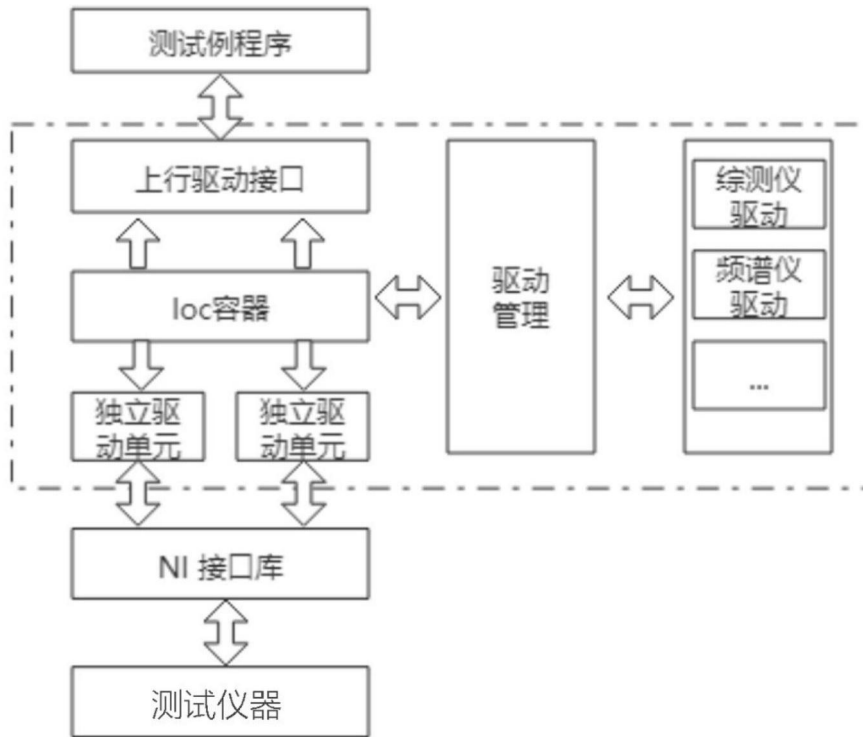 测试例程序
上行驱动接口
Ioc容器
独立驱
动单元
独立驱
动单元
NI 接口库
测试仪器
驱动
管理
综测仪
驱动
频谱仪
驱动
...